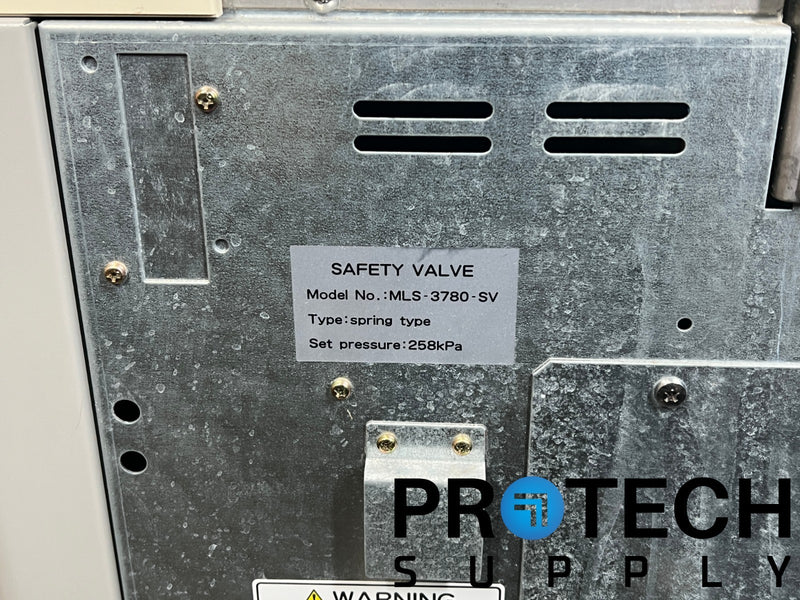 SAFETY VALVE
Model No.:MLS-3780-SV
Type:spring type
Set pressure:258kPa
PROTECH
SUPPLY
WARNING